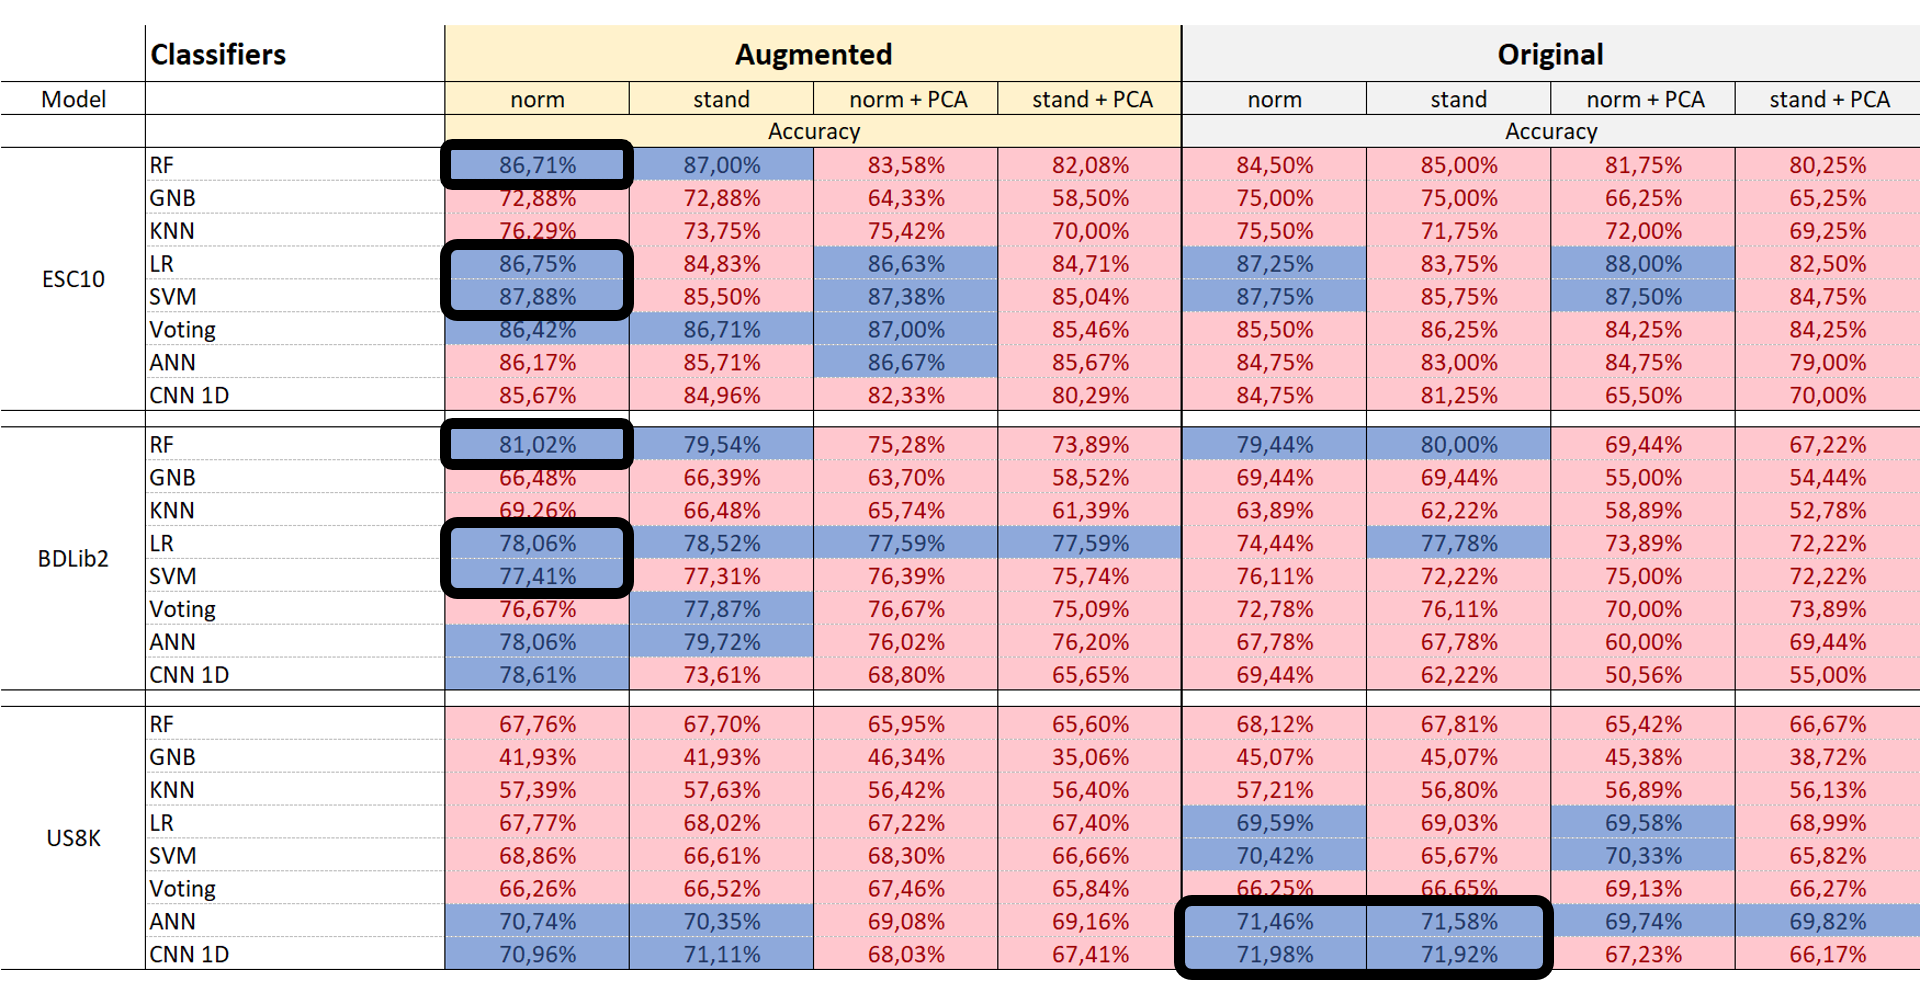 Classifiers Augmented Original
Model norm stand norm + PCA stand + PCA norm stand norm + PCA stand + PCA
Accuracy Accuracy
RF 86,71% 87,00% 83,58% 82,08% 84,50% 85,00% 81,75% 80,25%
GNB 72,88% 72,88% 64,33% 58,50% 75,00% 75,00% 66,25% 65,25%
KNN 76,29% 73,75% 75,42% 70,00% 75,50% 71,75% 72,00% 69,25%
LR 86,75% 84,83% 86,63% 84,71% 87,25% 83,75% 88,00% 82,50%
ESC10
SVM 87,88% 85,50% 87,38% 85,04% 87,75% 85,75% 87,50% 84,75%
Voting 86,42% 86,71% 87,00% 85,46% 85,50% 86,25% 84,25% 84,25%
ANN 86,17% 85,71% 86,67% 85,67% 84,75% 83,00% 84,75% 79,00%
CNN 1D 85,67% 84,96% 82,33% 80,29% 84,75% 81,25% 65,50% 70,00%
RF 81,02% 79,54% 75,28% 73,89% 79,44% 80,00% 69,44% 67,22%
GNB 66,48% 66,39% 63,70% 58,52% 69,44% 69,44% 55,00% 54,44%
KNN 69,26% 66,48% 65,74% 61,39% 63,89% 62,22% 58,89% 52,78%
LR 78,06% 78,52% 77,59% 77,59% 74,44% 77,78% 73,89% 72,22%
BDLib2
SVM 77,41% 77,31% 76,39% 75,74% 76,11% 72,22% 75,00% 72,22%
Voting 76,67% 77,87% 76,67% 75,09% 72,78% 76,11% 70,00% 73,89%
ANN 78,06% 79,72% 76,02% 76,20% 67,78% 67,78% 60,00% 69,44%
CNN 1D 78,61% 73,61% 68,80% 65,65% 69,44% 62,22% 50,56% 55,00%
RF 67,76% 67,70% 65,95% 65,60% 68,12% 67,81% 65,42% 66,67%
GNB 41,93% 41,93% 46,34% 35,06% 45,07% 45,07% 45,38% 38,72%
KNN 57,39% 57,63% 56,42% 56,40% 57,21% 56,80% 56,89% 56,13%
LR 67,77% 68,02% 67,22% 67,40% 69,59% 69,03% 69,58% 68,99%
US8K
SVM 68,86% 66,61% 68,30% 66,66% 70,42% 65,67% 70,33% 65,82%
Voting 66,26% 66,52% 67,46% 65,84% 66,25% 66,65% 69,13% 66,27%
ANN 70,74% 70,35% 69,08% 69,16% 71,46% 71,58% 69,74% 69,82%
CNN 1D 70,96% 71,11% 68,03% 67,41% 71,98% 71,92% 67,23% 66,17%